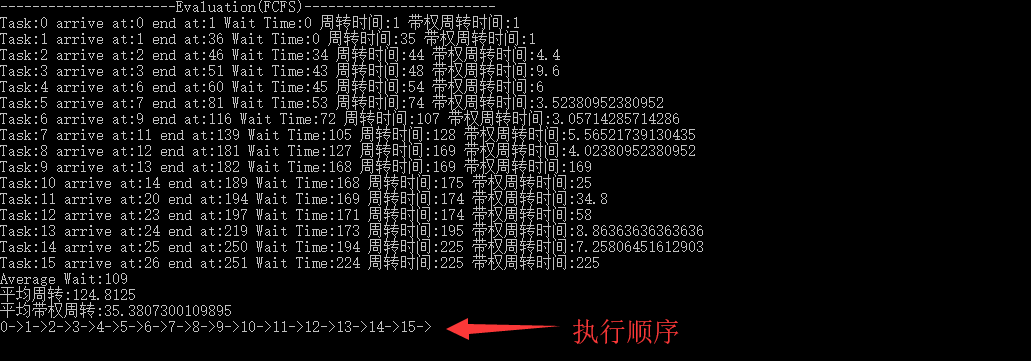 ----------------------Evaluation(FCFS)------------------------
Task:0 arrive at:0 end at:1 Wait Time:0 周转时间:1 带权周转时间:1
Task:1 arrive at:1 end at:36 Wait Time:0 周转时间:35 带权周转时间:1
Task:2 arrive at:2 end at:46 Wait Time:34 周转时间:44 带权周转时间:4.4
Task:3 arrive at:3 end at:51 Wait Time:43 周转时间:48 带权周转时间:9.6
Task:4 arrive at:6 end at:60 Wait Time:45 周转时间:54 带权周转时间:6
Task:5 arrive at:7 end at:81 Wait Time:53 周转时间:74 带权周转时间:3.52380952380952
Task:6 arrive at:9 end at:116 Wait Time:72 周转时间:107 带权周转时间:3.05714285714286
Task:7 arrive at:11 end at:139 Wait Time:105 周转时间:128 带权周转时间:5.56521739130435
Task:8 arrive at:12 end at:181 Wait Time:127 周转时间:169 带权周转时间:4.02380952380952
Task:9 arrive at:13 end at:182 Wait Time:168 周转时间:169 带权周转时间:169
Task:10 arrive at:14 end at:189 Wait Time:168 周转时间:175 带权周转时间:25
Task:11 arrive at:20 end at:194 Wait Time:169 周转时间:174 带权周转时间:34.8
Task:12 arrive at:23 end at:197 Wait Time:171 周转时间:174 带权周转时间:58
Task:13 arrive at:24 end at:219 Wait Time:173 周转时间:195 带权周转时间:8.86363636363636
Task:14 arrive at:25 end at:250 Wait Time:194 周转时间:225 带权周转时间:7.25806451612903
Task:15 arrive at:26 end at:251 Wait Time:224 周转时间:225 带权周转时间:225
Average Wait:109
平均周转:124.8125
平均带权周转:35.3807300109895
0->1->2->3->4->5->6->7->8->9->10->11->12->13->14->15->
执行顺序